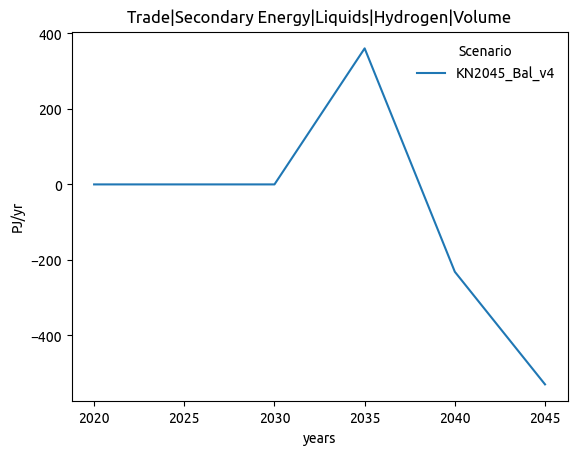 Trade|Secondary Energy|Liquids|Hydrogen|Volume
400
200
0
−200
−400
PJ/yr
Scenario
KN2045_Bal_v4
2020 2025 2030 2035 2040 2045
years